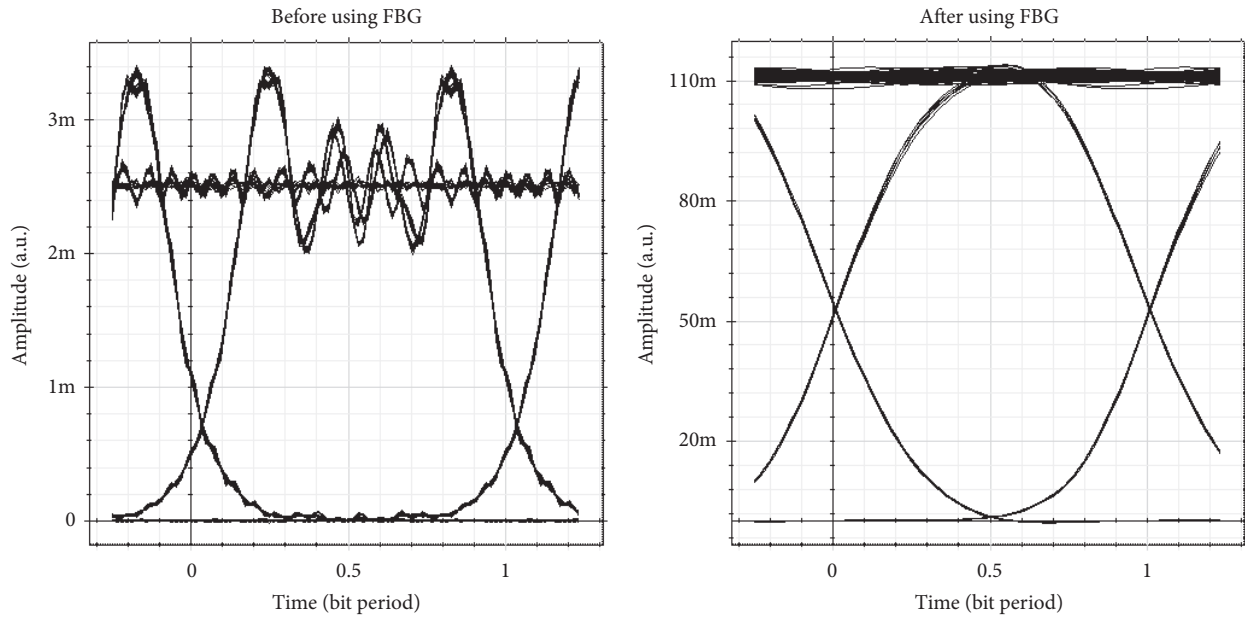 Before using FBG
3m
2m
1m
0
Amplitude (a.u.)
0
0.5
1
Time (bit period)
After using FBG
110m
80m
50m
20m
Amplitude (a.u.)
0
0.5
1
Time (bit period)